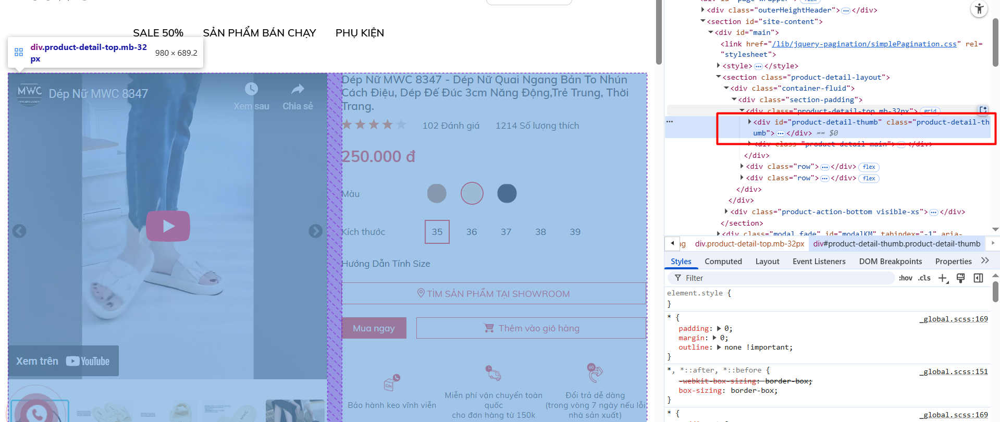 SALE 50%
SẢN PHẨM BÁN CHẠY
PHỤ KIỆN
div.product-detail-top.mb-32
px
980 × 689.2
MWC
Dép Nữ MWC 8347
Xem sau
Chia sẻ
Xem trên
YouTube
Dép Nữ MWC 8347 - Dép Nữ Quai Ngang Bản To Nhún
Cách Điệu, Dép Đế Đúc 3cm Năng Động,Trẻ Trung, Thời
Trang.
102 Đánh giá
1214 Số lượng thích
250.000 đ
Màu
Kích thước
35
36
37
38
39
Hướng Dẫn Tính Size
TÌM SẢN PHẨM TẠI SHOWROOM
Mua ngay
Thêm vào giỏ hàng
CM
60
Bảo hành keo vĩnh viễn
Miễn phí vận chuyển toàn
quốc
cho đơn hàng từ 150k
Đổi trả dễ dàng
(trong vòng 7 ngày nếu lỗi
nhà sản xuất)
<div class="outerHeightHeader"> ••• </div>
<section id="site-content">
<div id="main">
<link href="/lib/jquery-pagination/simplePagination.css" rel=
"stylesheet">
<style> ••• </style>
<section class="product-detail-layout">
<div class="container-fluid">
<div class="section-padding">
<div class="product-detail-top mb-32px"> grid
••• <div id="product-detail-thumb" class="product-detail-th
umb"> ••• </div> == $0
<div class="product-detail-main"> ••• </div>
</div>
<div class="row"> ••• </div> flex
<div class="row"> ••• </div> flex
</div>
</div>
<div class="product-action-bottom visible-xs"> ••• </div>
</section>
<div class="modal fade" id="modalKM" tabindex="-1" aria-
ng
div.product-detail-top.mb-32px
div#product-detail-thumb.product-detail-thumb
Styles
Computed
Layout
Event Listeners
DOM Breakpoints
Properties
Filter
:hov
.cls
element.style {
}
* {
_global.scss:169
padding: 0;
margin: 0;
outline: none !important;
}
*, *::after, *::before {
_global.scss:151
-webkit-box-sizing: border-box;
box-sizing: border-box;
}
* {
_global.scss:169